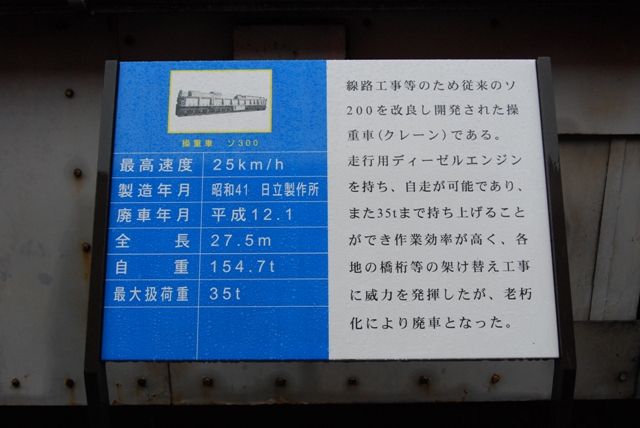 操重車 ソ300
最高速度 25km/h
製造年月 昭和41 日立製作所
廃車年月 平成12.1
全長 27.5m
自重 154.7t
最大扱荷重 35t
線路工事等のため従来のソ
200を改良し開発された操
重車(クレーン)である。
走行用ディーゼルエンジン
を持ち、自走が可能であり、
また35tまで持ち上げること
ができ作業効率が高く、各
地の橋桁等の架け替え工事
に威力を発揮したが、老朽
化により廃車となった。